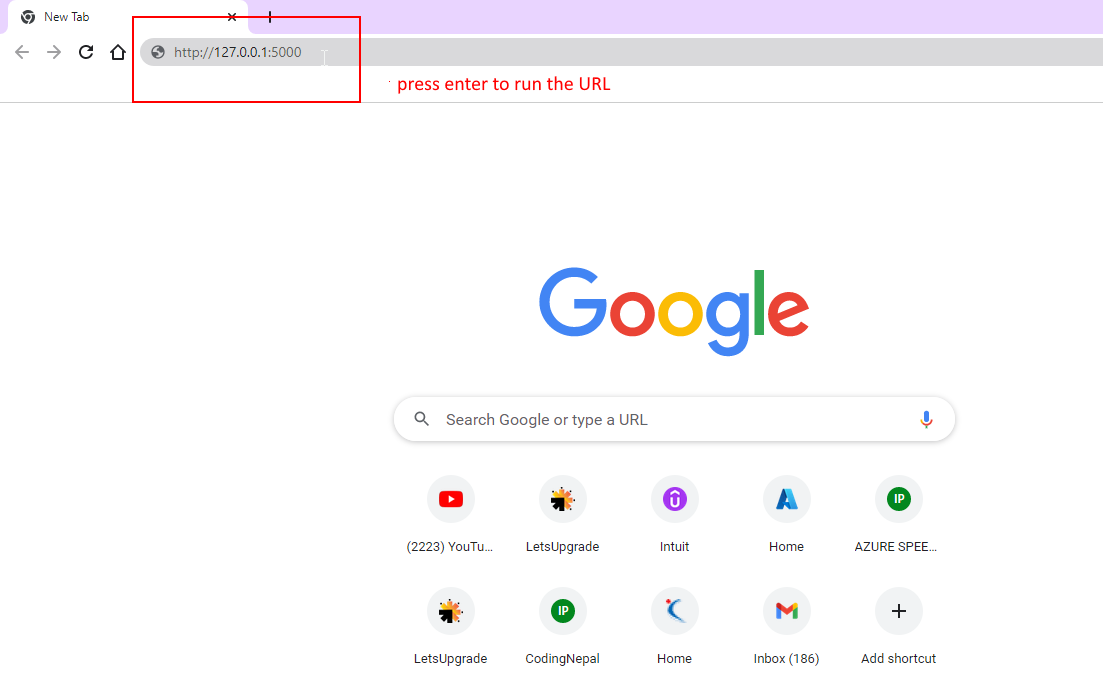 New Tab
http://127.0.0.1:5000
press enter to run the URL
Google
Search Google or type a URL
(2223) YouTu... LetsUpgrade Intuit Home AZURE SPEE...
IP
LetsUpgrade CodingNepal Home Inbox (186) Add shortcut
IP